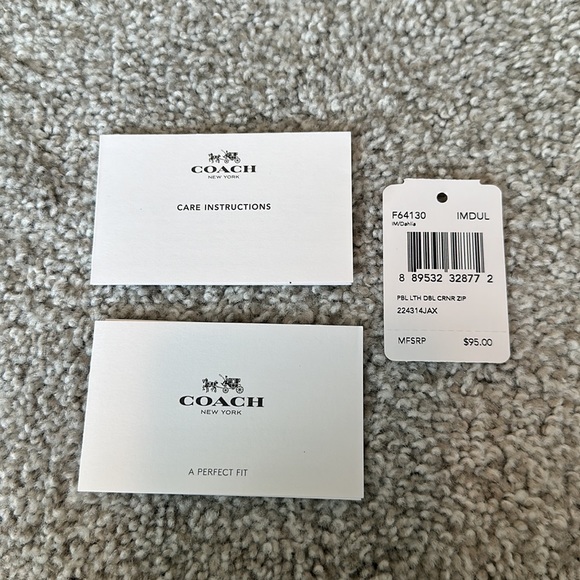 COACH
NEW YORK
CARE INSTRUCTIONS
COACH
NEW YORK
A PERFECT FIT
F64130 IMDUL
IM/Dahlia
8 89532 32877 2
PBL LTH DBL CRNR ZIP
224314JAX
MFSRP $95.00